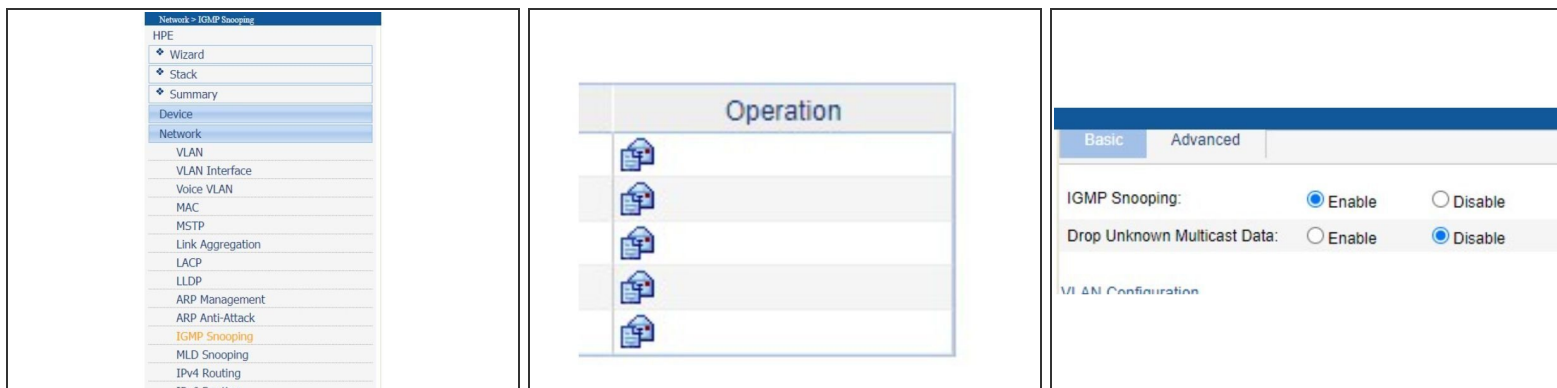 Network > IGMP Snooping
HPE
Wizard
Stack
Summary
Device
Network
VLAN
VLAN Interface
Voice VLAN
MAC
MSTP
Link Aggregation
LACP
LLDP
ARP Management
ARP Anti-Attack
IGMP Snooping
MLD Snooping
IPv4 Routing
Operation
Basic Advanced
IGMP Snooping: Enable Disable
Drop Unknown Multicast Data: Enable Disable
VLAN Configuration